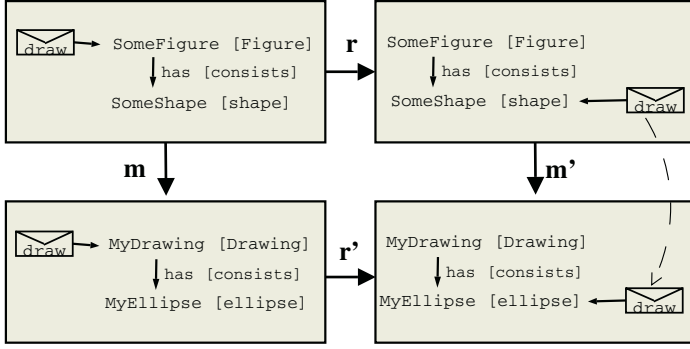 draw
SomeFigure [Figure]
has [consists]
SomeShape [shape]
r
SomeFigure [Figure]
has [consists]
SomeShape [shape]
draw
m
m’
draw
MyDrawing [Drawing]
has [consists]
MyEllipse [ellipse]
r’
MyDrawing [Drawing]
has [consists]
MyEllipse [ellipse]
draw